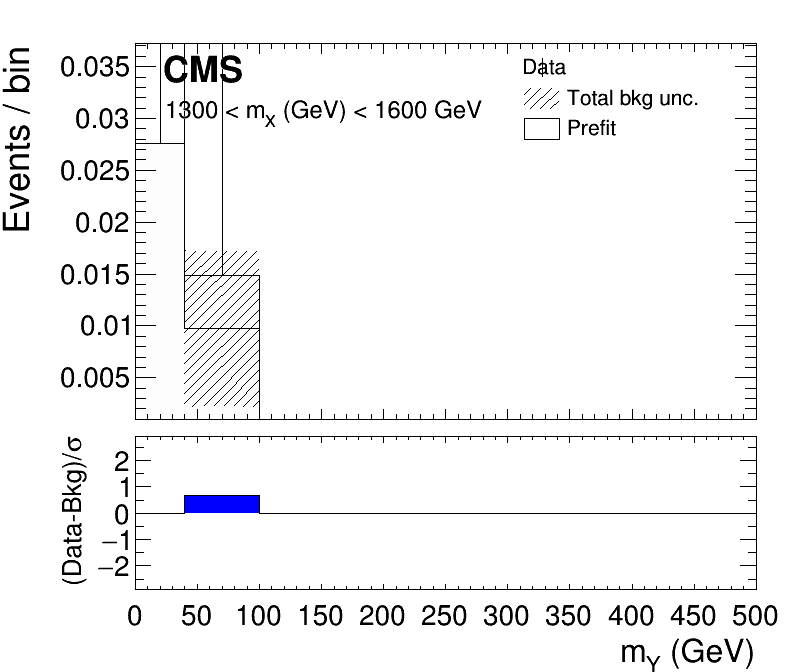 CMS
1300 < mX (GeV) < 1600 GeV
Data
Total bkg unc.
Prefit
Events / bin
0.035
0.03
0.025
0.02
0.015
0.01
0.005
(Data-Bkg)/σ
2
1
0
−1
−2
0 50 100 150 200 250 300 350 400 450 500
mY (GeV)